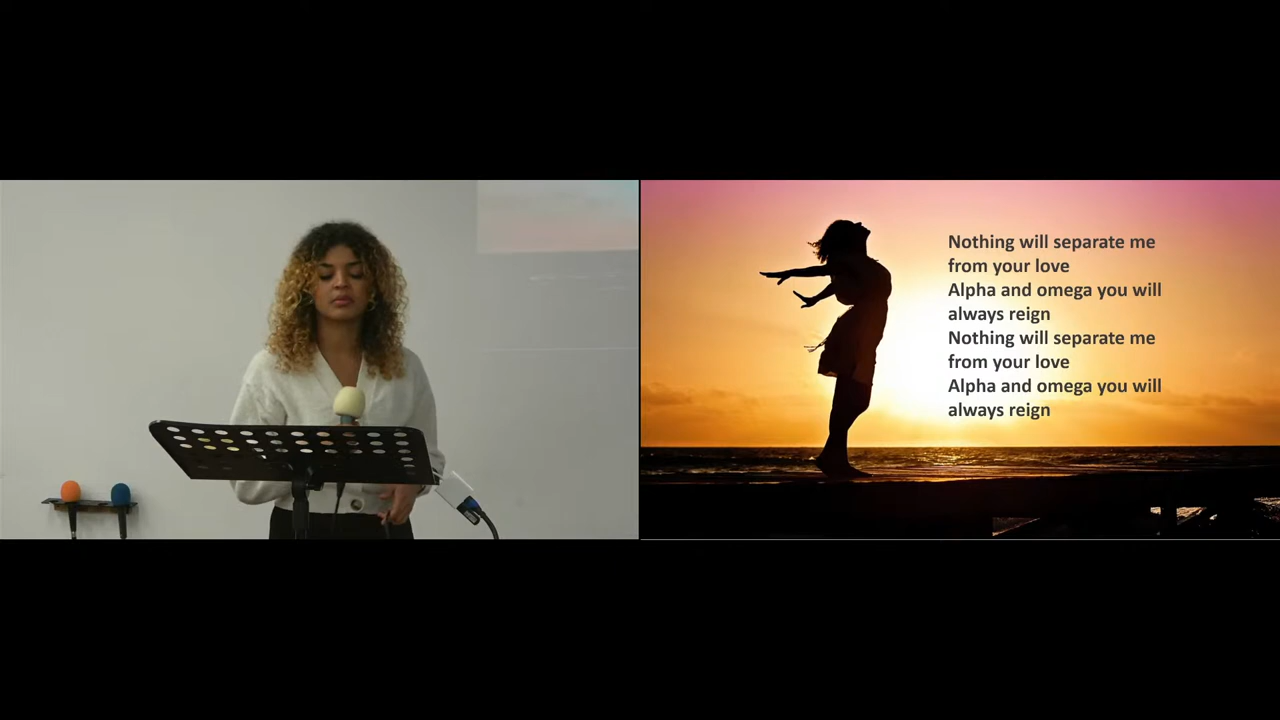 Nothing will separate me
from your love
Alpha and omega you will
always reign
Nothing will separate me
from your love
Alpha and omega you will
always reign